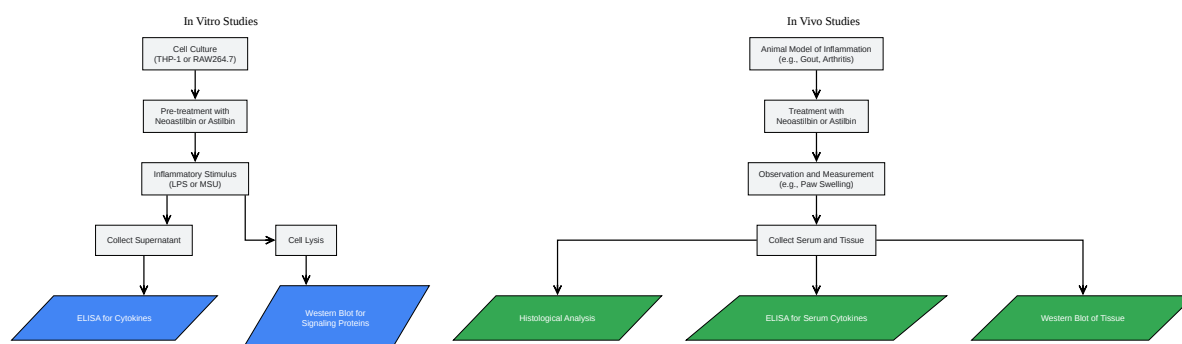 In Vitro Studies
Cell Culture
(THP-1 or RAW264.7)
Pre-treatment with
Neoastilbin or Astilbin
Inflammatory Stimulus
(LPS or MSU)
Collect Supernatant
Cell Lysis
ELISA for Cytokines
Western Blot for
Signaling Proteins
In Vivo Studies
Animal Model of Inflammation
(e.g., Gout, Arthritis)
Treatment with
Neoastilbin or Astilbin
Observation and Measurement
(e.g., Paw Swelling)
Collect Serum and Tissue
Histological Analysis
ELISA for Serum Cytokines
Western Blot of Tissue